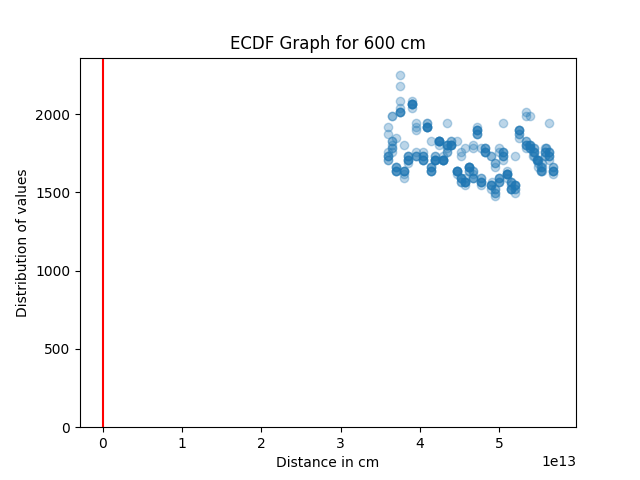 ECDF Graph for 600 cm
Distribution of values
2000
1500
1000
500
0
0 1 2 3 4 5
1e13
Distance in cm